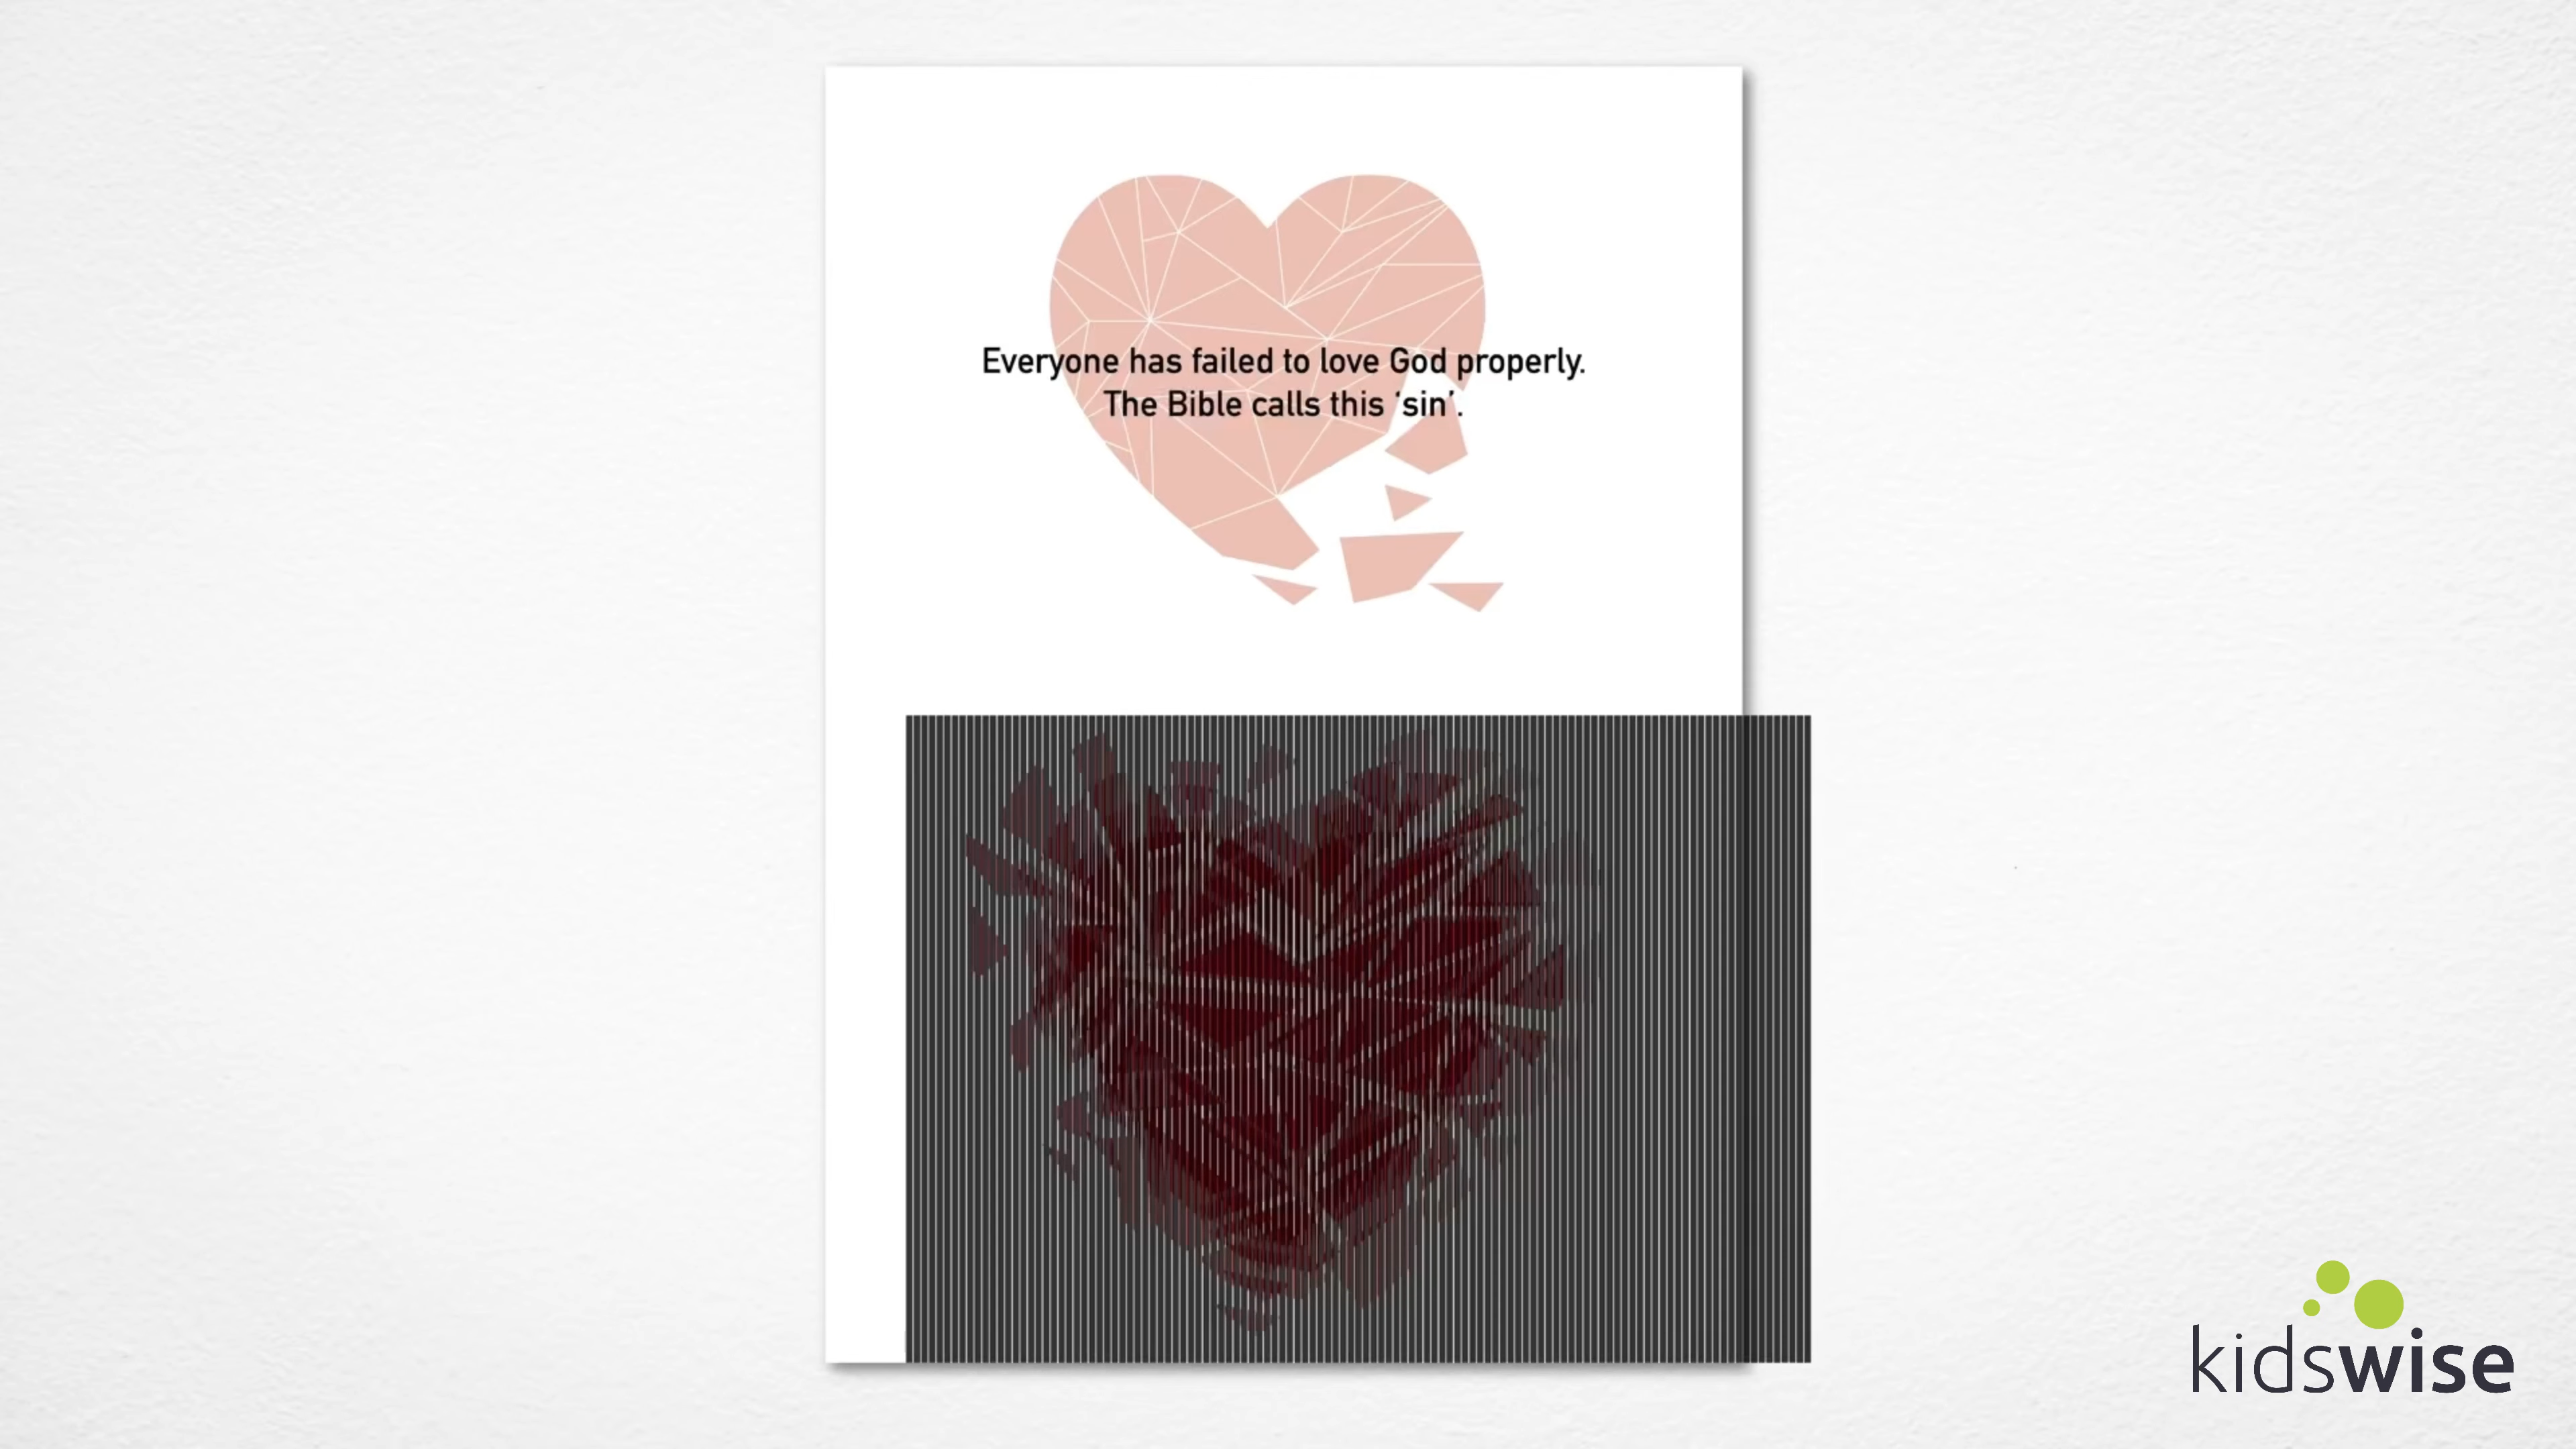 Everyone has failed to love God properly.
The Bible calls this ‘sin’.
kidswise